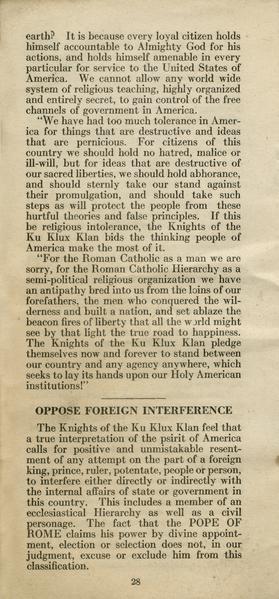 earth? It is because every loyal citizen holds
himself accountable to Almighty God for his
actions, and holds himself amenable in every
particular for service to the United States of
America. We cannot allow any world wide
system of religious teaching, highly organized
and entirely secret, to gain control of the free
channels of government in America.
"We have had too much tolerance in Amer-
ica for things that are destructive and ideas
that are pernicious. For citizens of this
country we should hold no hatred, malice or
ill-will, but for ideas that are destructive of
our sacred liberties, we should hold abhorance,
and should sternly take our stand against
their promulgation, and should take such
steps as will protect the people from these
hurtful theories and false principles. If this
be religious intolerance, the Knights of the
Ku Klux Klan bids the thinking people of
America make the most of it.
"For the Roman Catholic as a man we are
sorry, for the Roman Catholic Hierarchy as a
semi-political religious organization we have
an antipathy bred into us from the loins of our
forefathers, the men who conquered the wil-
derness and built a nation, and set ablaze the
beacon fires of liberty that all the world might
see by that light the true road to happiness.
The Knights of the Ku Klux Klan pledge
themselves now and forever to stand between
our country and any agency anywhere, which
seeks to lay its hands upon our Holy American
institutions!"
OPPOSE FOREIGN INTERFERENCE
The Knights of the Ku Klux Klan feel that
a true interpretation of the psirit of America
calls for positive and unmistakable resent-
ment of any attempt on the part of a foreign
king, prince, ruler, potentate, people or person,
to interfere either directly or indirectly with
the internal affairs of state or government in
this country. This includes a member of an
ecclesiastical Hierarchy as well as a civil
personage. The fact that the POPE OF
ROME claims his power by divine appoint-
ment, election or selection does not, in our
judgment, excuse or exclude him from this
classification.
28